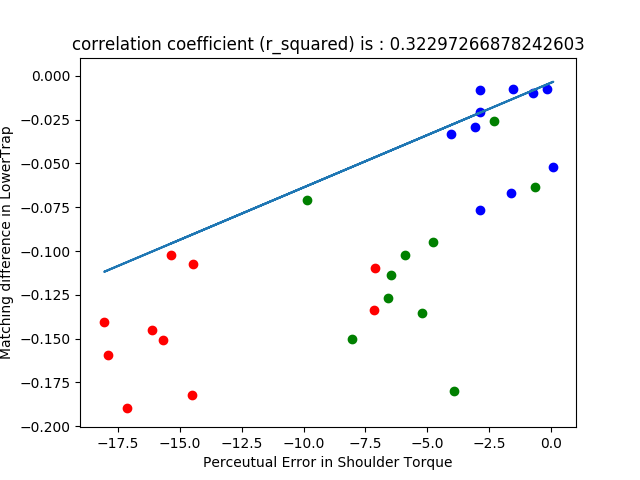 correlation coefficient (r_squared) is : 0.32297266878242603
0.000
−0.025
−0.050
−0.075
−0.100
−0.125
−0.150
−0.175
−0.200
Matching difference in LowerTrap
−17.5 −15.0 −12.5 −10.0 −7.5 −5.0 −2.5 0.0
Perceutual Error in Shoulder Torque